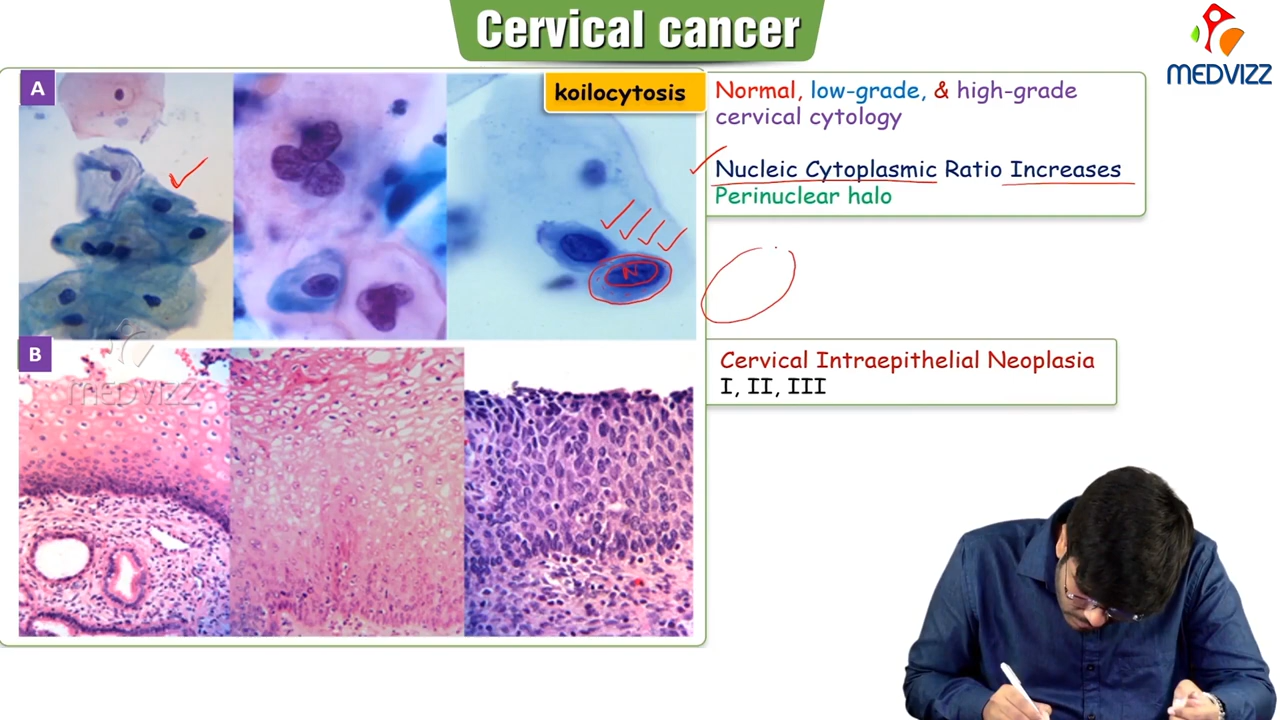 Cervical cancer
MEDVIZZ
A
koilocytosis
Normal, low-grade, & high-grade
cervical cytology
Nucleic Cytoplasmic Ratio Increases
Perinuclear halo
N
B
MEDVIZZ
Cervical Intraepithelial Neoplasia
I, II, III